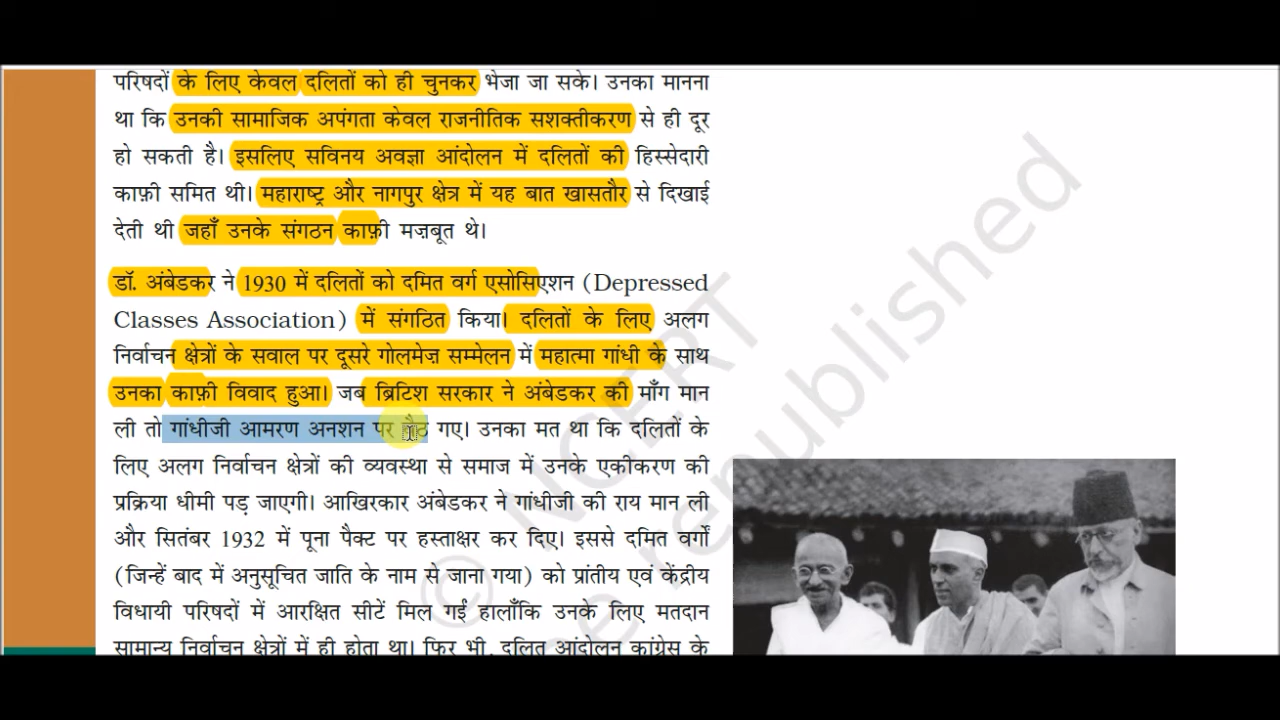 परिषदों के लिए केवल दलितों को ही चुनकर भेजा जा सके। उनका मानना
था कि उनकी सामाजिक अपंगता केवल राजनीतिक सशक्तीकरण से ही दूर
हो सकती है। इसलिए सविनय अवज्ञा आंदोलन में दलितों की हिस्सेदारी
काफ़ी समित थी। महाराष्ट्र और नागपुर क्षेत्र में यह बात खासतौर से दिखाई
देती थी जहाँ उनके संगठन काफ़ी मज़बूत थे।
डॉ. अंबेडकर ने 1930 में दलितों को दमित वर्ग एसोसिएशन (Depressed
Classes Association) में संगठित किया। दलितों के लिए अलग
निर्वाचन क्षेत्रों के सवाल पर दूसरे गोलमेज़ सम्मेलन में महात्मा गांधी के साथ
उनका काफ़ी विवाद हुआ। जब ब्रिटिश सरकार ने अंबेडकर की माँग मान
ली तो गांधीजी आमरण अनशन पर बैठ गए। उनका मत था कि दलितों के
लिए अलग निर्वाचन क्षेत्रों की व्यवस्था से समाज में उनके एकीकरण की
प्रक्रिया धीमी पड़ जाएगी। आखिरकार अंबेडकर ने गांधीजी की राय मान ली
और सितंबर 1932 में पूना पैक्ट पर हस्ताक्षर कर दिए। इससे दमित वर्गों
(जिन्हें बाद में अनुसूचित जाति के नाम से जाना गया) को प्रांतीय एवं केंद्रीय
विधायी परिषदों में आरक्षित सीटें मिल गईं हालाँकि उनके लिए मतदान
सामान्य निर्वाचन क्षेत्रों में ही होता था। फिर भी, दलित आंदोलन कांग्रेस के
© NCERT
be republished